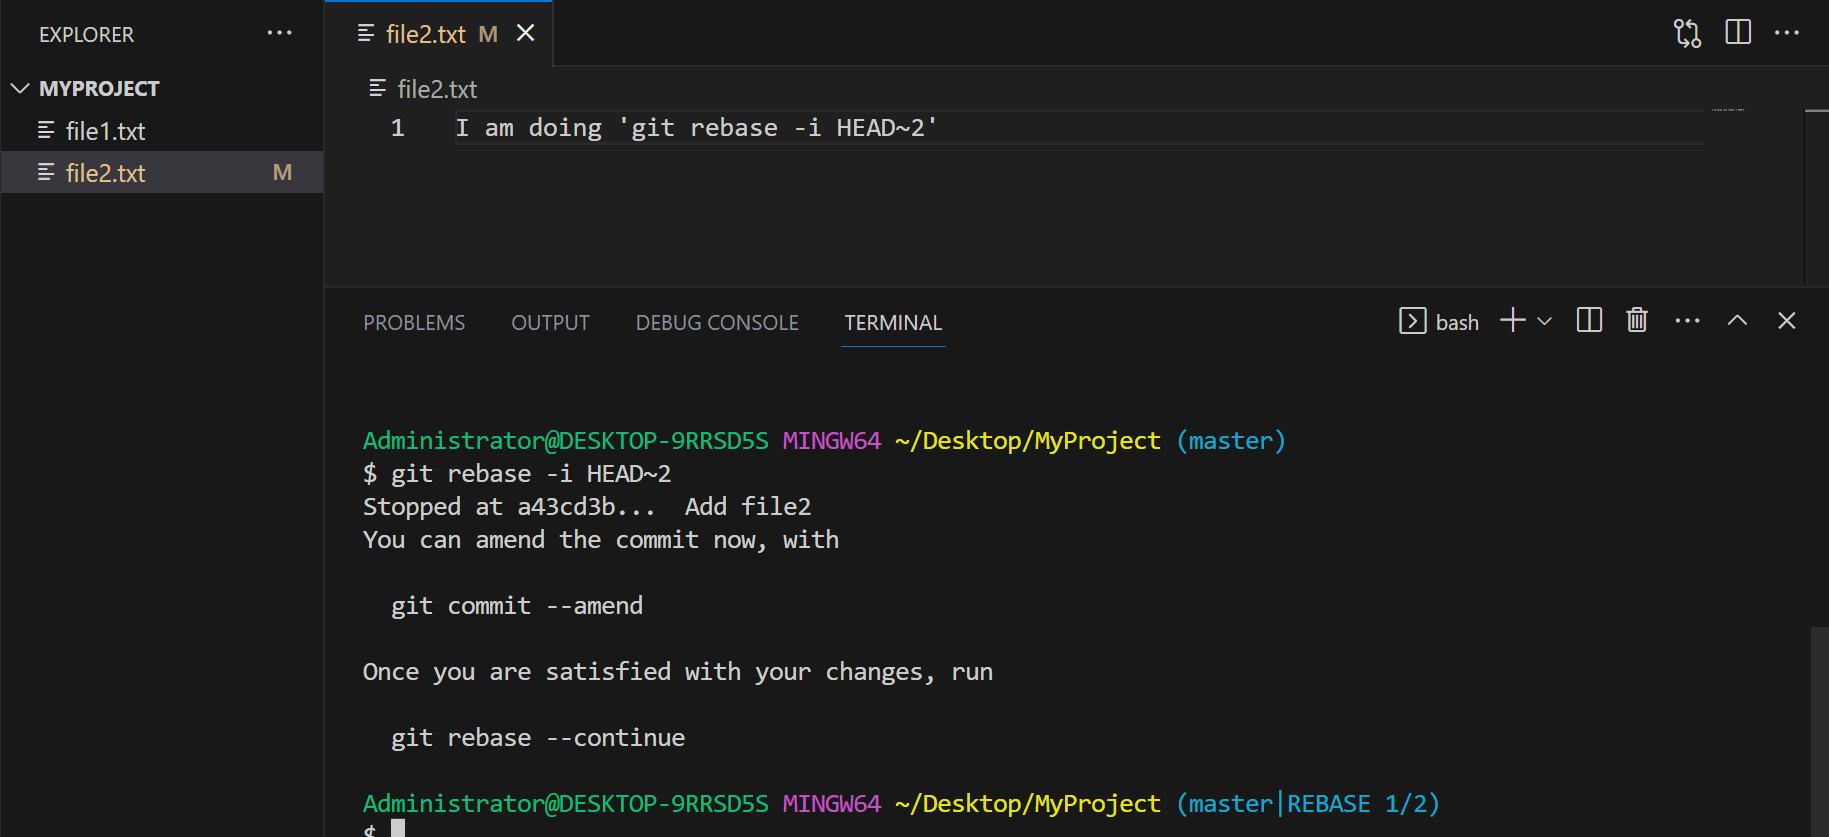 EXPLORER
MYPROJECT
file1.txt
file2.txt M
file2.txt M
file2.txt
1 I am doing 'git rebase -i HEAD~2'
PROBLEMS OUTPUT DEBUG CONSOLE TERMINAL bash
Administrator@DESKTOP-9RRSD5S MINGW64 ~/Desktop/MyProject (master)
$ git rebase -i HEAD~2
Stopped at a43cd3b...  Add file2
You can amend the commit now, with
git commit --amend
Once you are satisfied with your changes, run
git rebase --continue
Administrator@DESKTOP-9RRSD5S MINGW64 ~/Desktop/MyProject (master|REBASE 1/2)
$